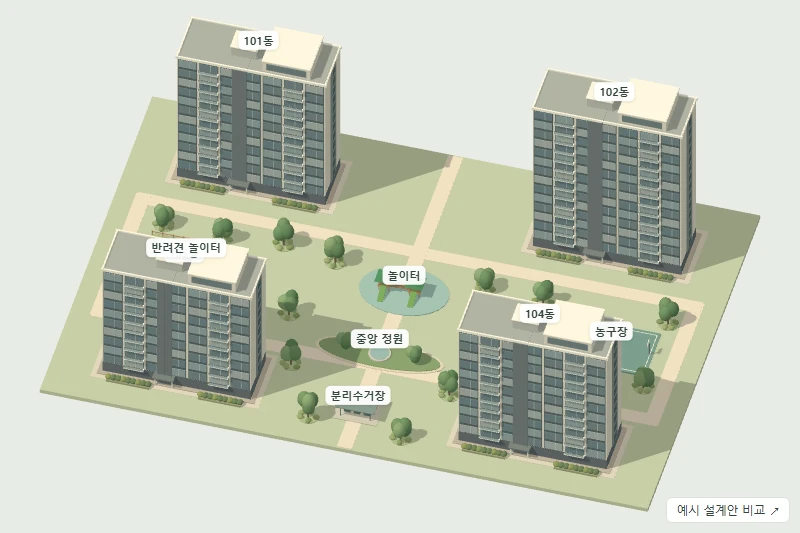 101동
102동
반려견 놀이터
놀이터
104동
농구장
중앙 정원
분리수거장
예시 설계안 비교 ↗